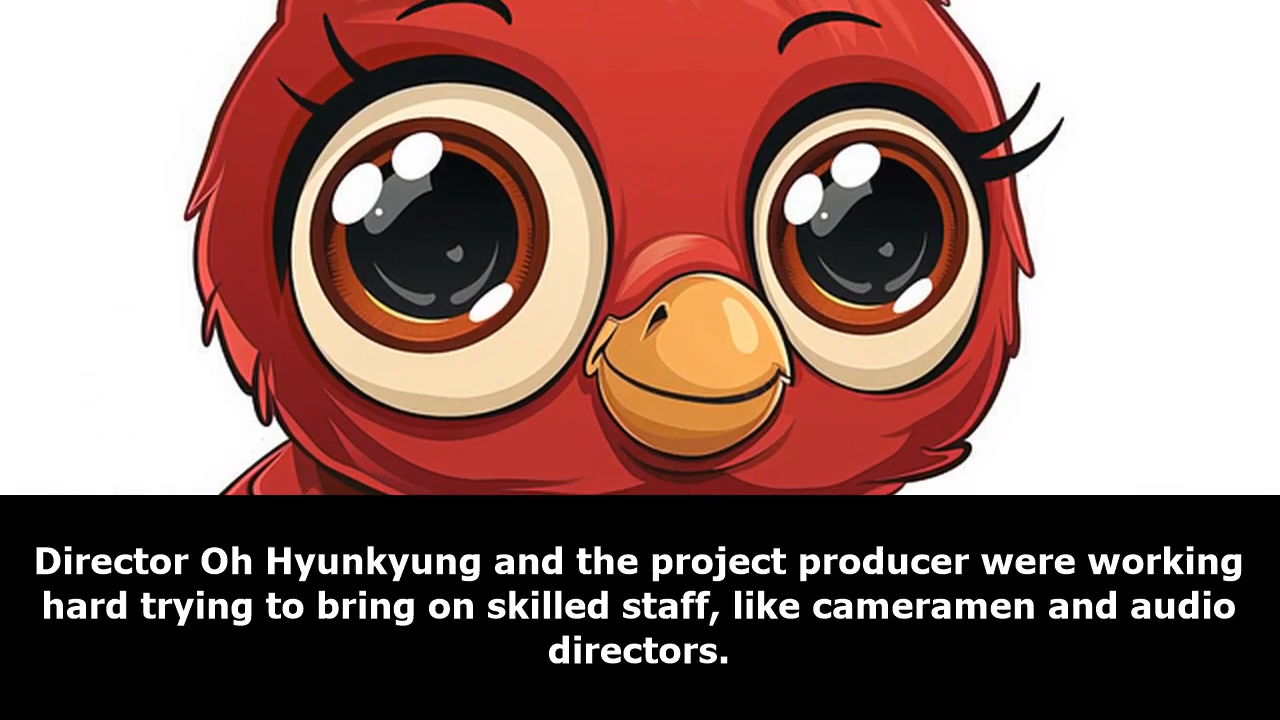 Director Oh Hyunkyung and the project producer were working
hard trying to bring on skilled staff, like cameramen and audio
directors.